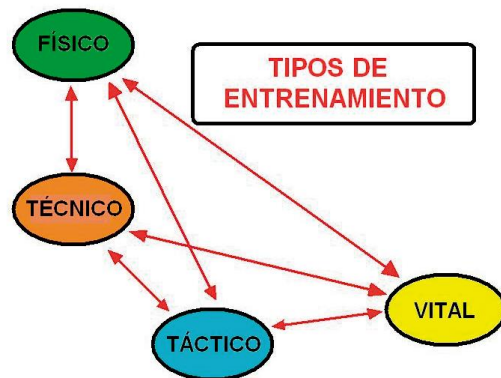 FÍSICO
TIPOS DE
ENTRENAMIENTO
TÉCNICO
VITAL
TÁCTICO